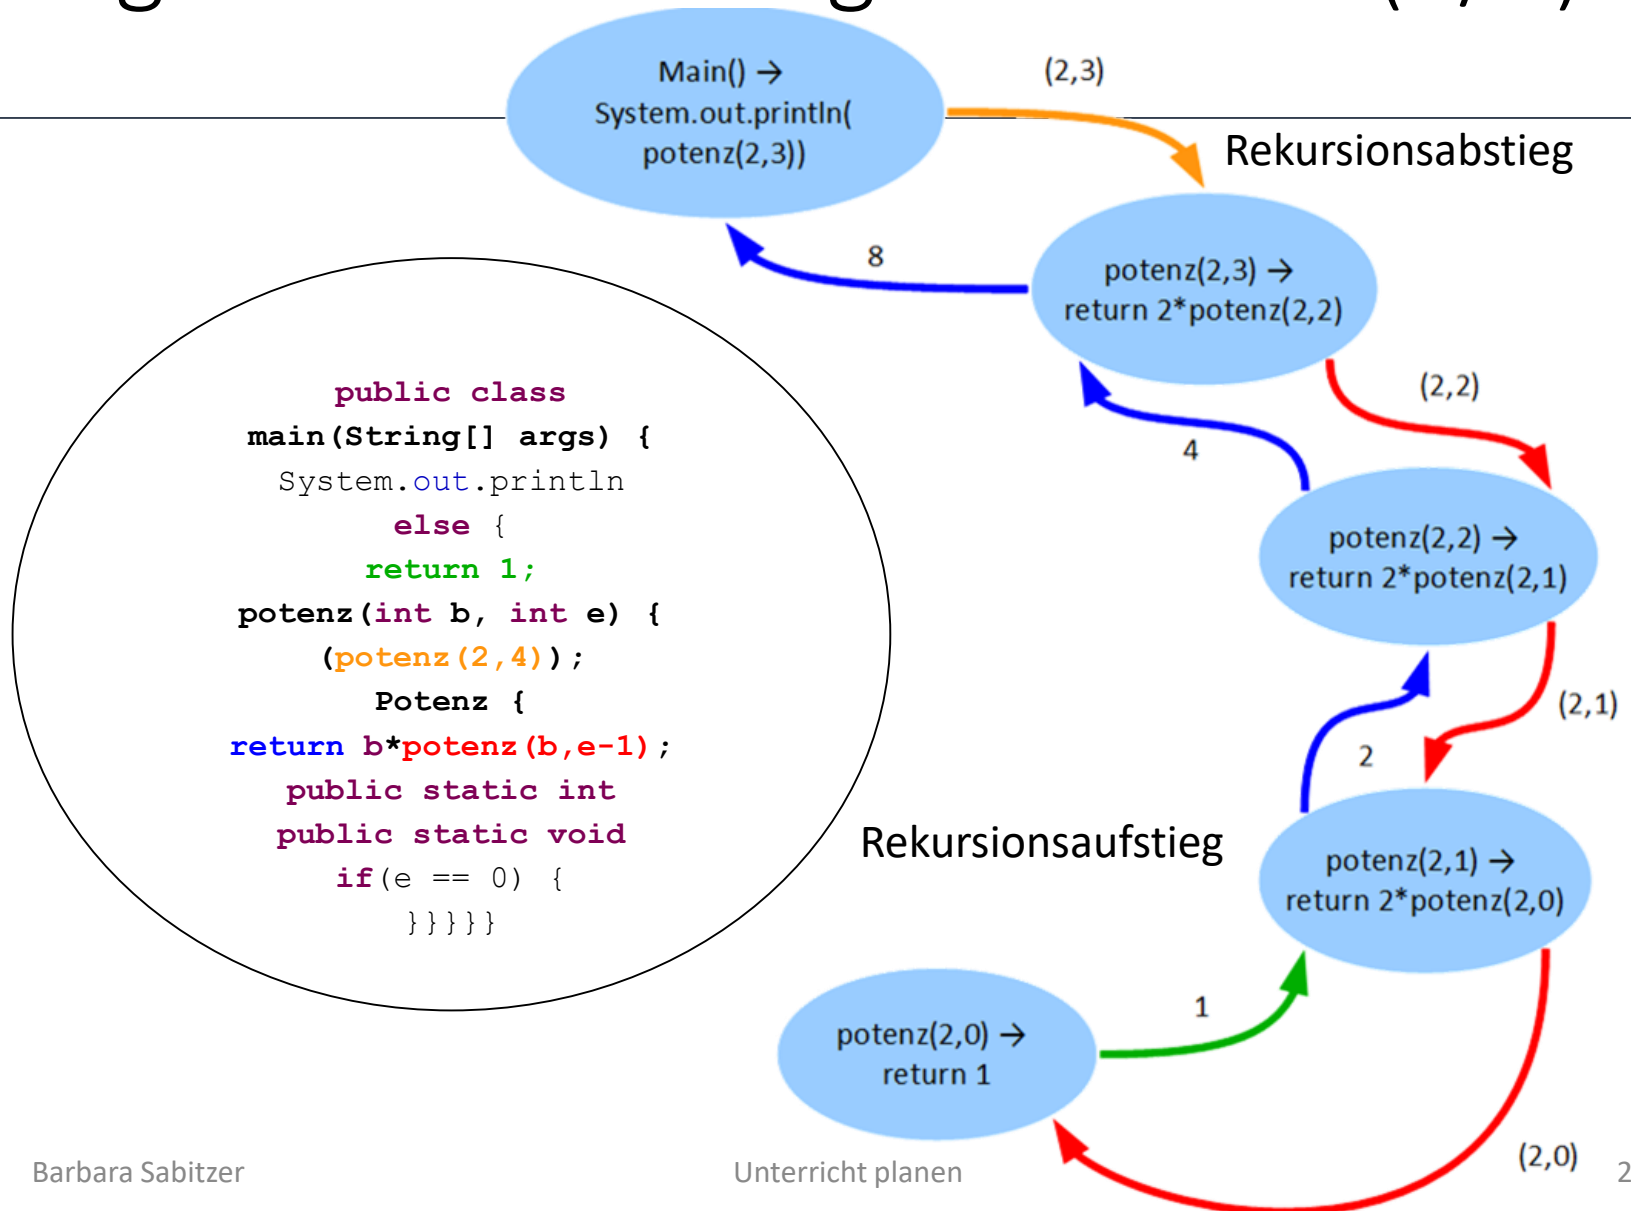 (2,3)
Main() →
System.out.println(
potenz(2,3))
Rekursionsabstieg
8
potenz(2,3) →
return 2*potenz(2,2)
(2,2)
4
public class
main(String[] args) {
System.out.println
else {
return 1;
potenz(int b, int e) {
(potenz(2,4));
Potenz {
return b*potenz(b,e-1);
public static int
public static void
if(e == 0) {
}}}}}
potenz(2,2) →
return 2*potenz(2,1)
(2,1)
2
Rekursionsaufstieg
potenz(2,1) →
return 2*potenz(2,0)
1
potenz(2,0) →
return 1
(2,0)
Barbara Sabitzer
Unterricht planen
2